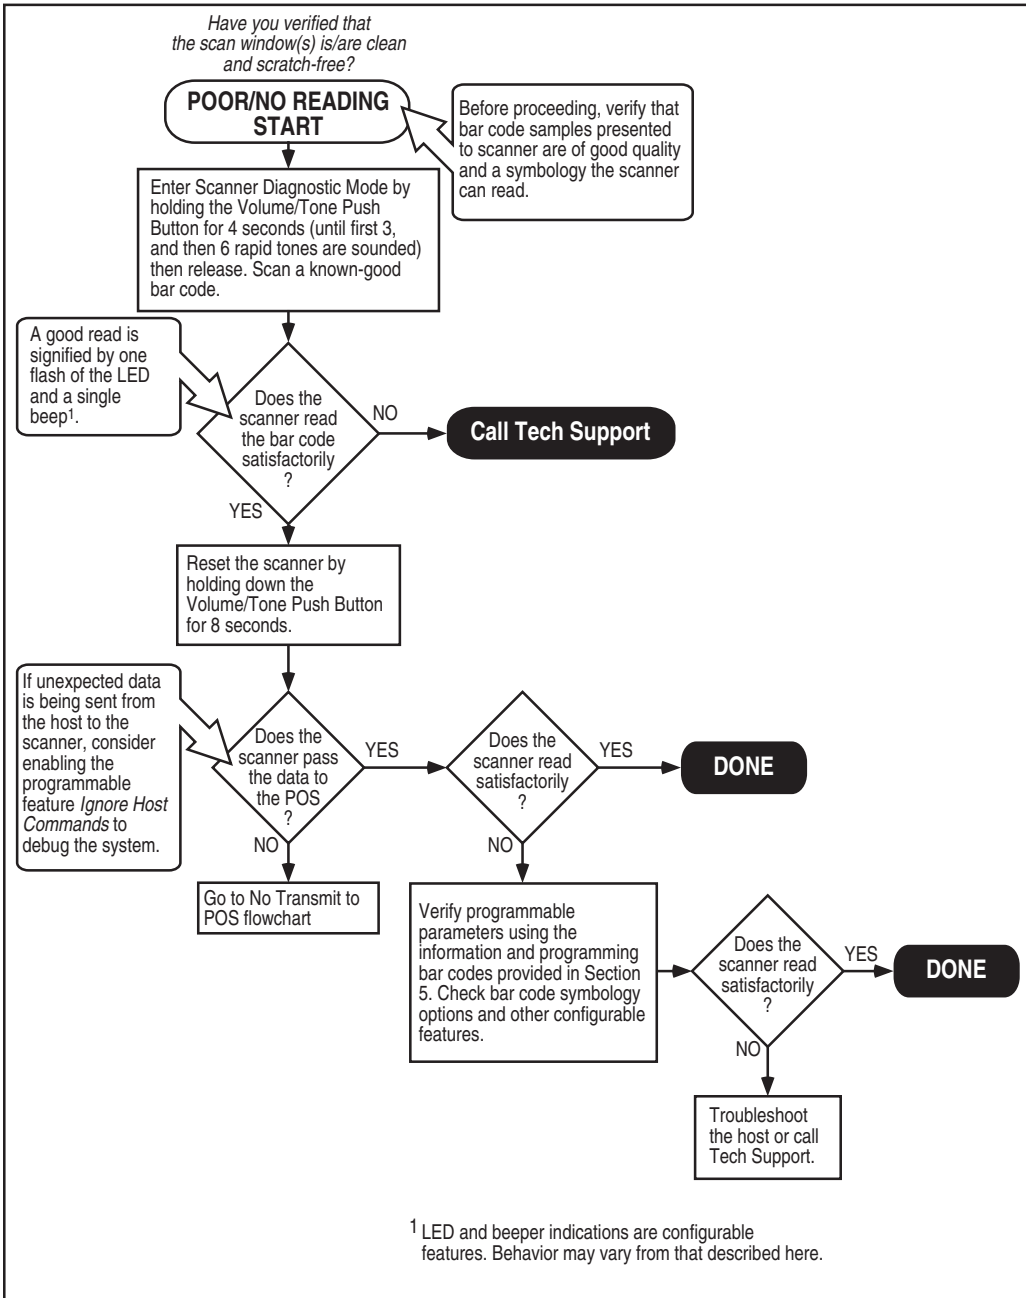 Have you verified that
the scan window(s) is/are clean
and scratch-free?
POOR/NO READING
START
Before proceeding, verify that
bar code samples presented
to scanner are of good quality
and a symbology the scanner
can read.
Enter Scanner Diagnostic Mode by
holding the Volume/Tone Push
Button for 4 seconds (until first 3,
and then 6 rapid tones are sounded)
then release. Scan a known-good
bar code.
A good read is
signified by one
flash of the LED
and a single
beep1.
Does the
scanner read
the bar code
satisfactorily
?
NO
Call Tech Support
YES
Reset the scanner by
holding down the
Volume/Tone Push Button
for 8 seconds.
If unexpected data
is being sent from
the host to the
scanner, consider
enabling the
programmable
feature Ignore Host
Commands to
debug the system.
Does the
scanner pass
the data to
the POS
?
YES
Does the
scanner read
satisfactorily
?
YES
DONE
NO
Go to No Transmit to
POS flowchart
NO
Verify programmable
parameters using the
information and programming
bar codes provided in Section
5. Check bar code symbology
options and other configurable
features.
Does the
scanner read
satisfactorily
?
YES
DONE
NO
Troubleshoot
the host or call
Tech Support.
1 LED and beeper indications are configurable
features. Behavior may vary from that described here.